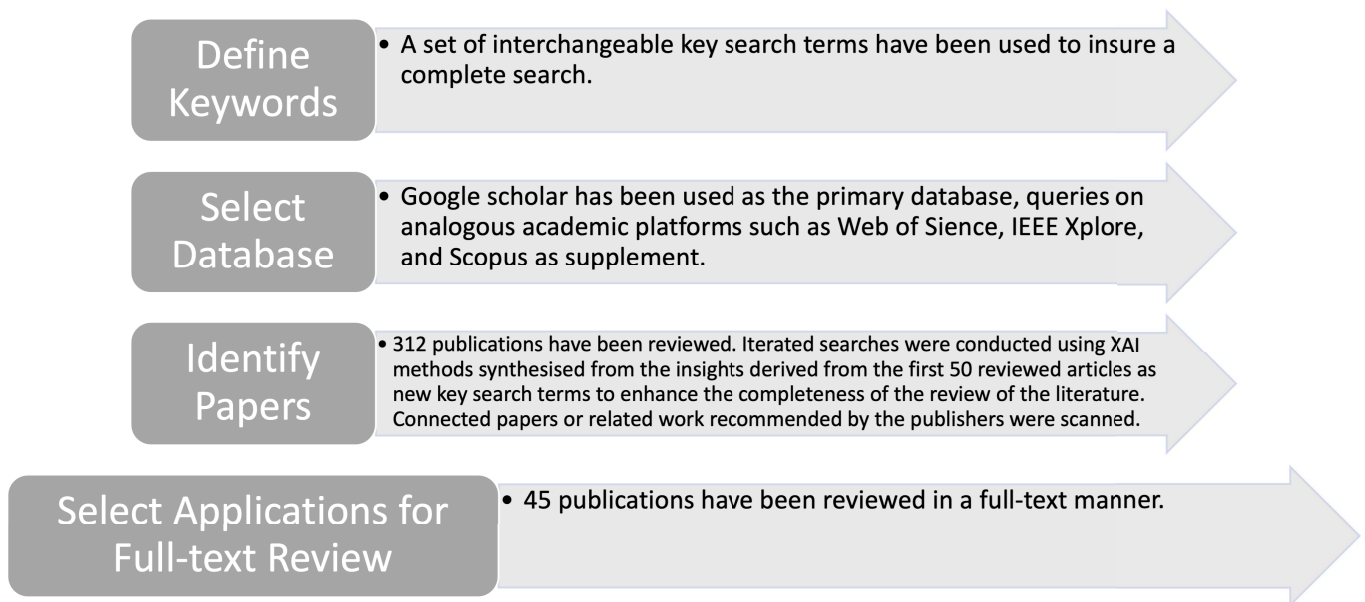 Define
Keywords
• A set of interchangeable key search terms have been used to insure a
complete search.
Select
Database
• Google scholar has been used as the primary database, queries on
analogous academic platforms such as Web of Sience, IEEE Xplore,
and Scopus as supplement.
Identify
Papers
• 312 publications have been reviewed. Iterated searches were conducted using XAI
methods synthesised from the insights derived from the first 50 reviewed articles as
new key search terms to enhance the completeness of the review of the literature.
Connected papers or related work recommended by the publishers were scanned.
Select Applications for
Full-text Review
• 45 publications have been reviewed in a full-text manner.